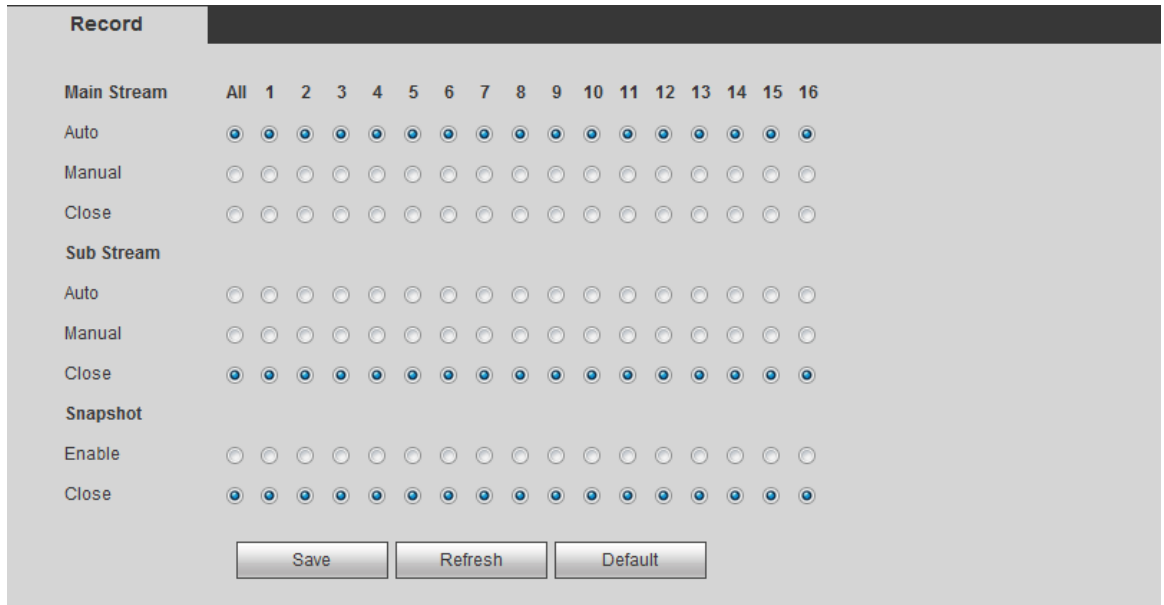 Record
Main Stream All 1 2 3 4 5 6 7 8 9 10 11 12 13 14 15 16
Auto
Manual
Close
Sub Stream
Auto
Manual
Close
Snapshot
Enable
Close
Save Refresh Default